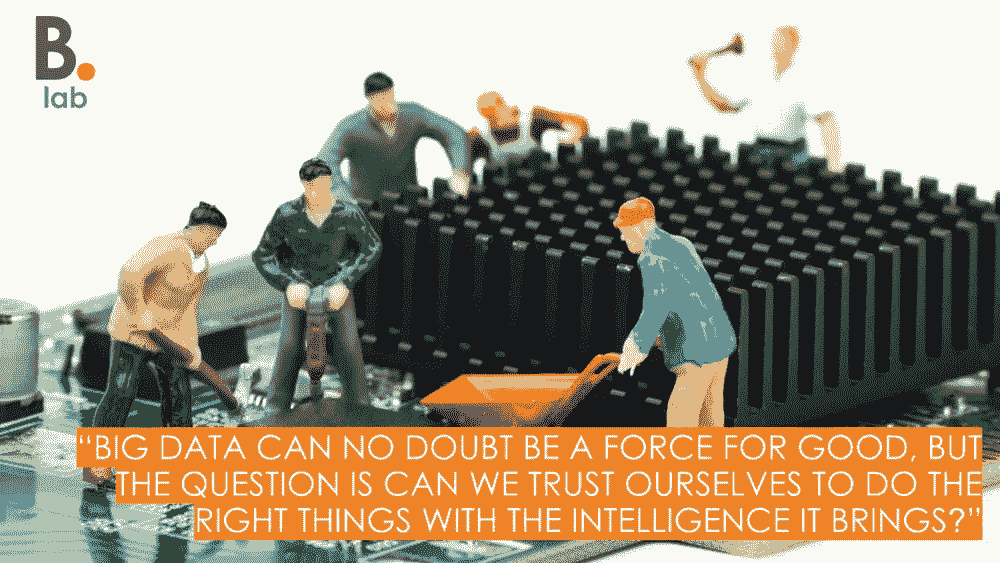 B.
lab
“BIG DATA CAN NO DOUBT BE A FORCE FOR GOOD, BUT
THE QUESTION IS CAN WE TRUST OURSELVES TO DO THE
RIGHT THINGS WITH THE INTELLIGENCE IT BRINGS?”